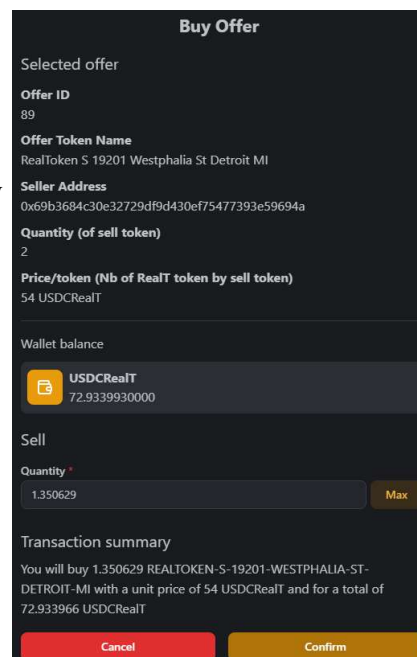 Buy Offer
Selected offer
Offer ID
89
Offer Token Name
RealToken S 19201 Westphalia St Detroit MI
Seller Address
0x69b3684c30e32729df9d430ef75477393e59694a
Quantity (of sell token)
2
Price/token (Nb of RealT token by sell token)
54 USDCRealT
Wallet balance
USDCRealT
72.9339930000
Sell
Quantity *
1.350629
Max
Transaction summary
You will buy 1.350629 REALTOKEN-S-19201-WESTPHALIA-ST-
DETROIT-MI with a unit price of 54 USDCRealT and for a total of
72.933966 USDCRealT
Cancel
Confirm